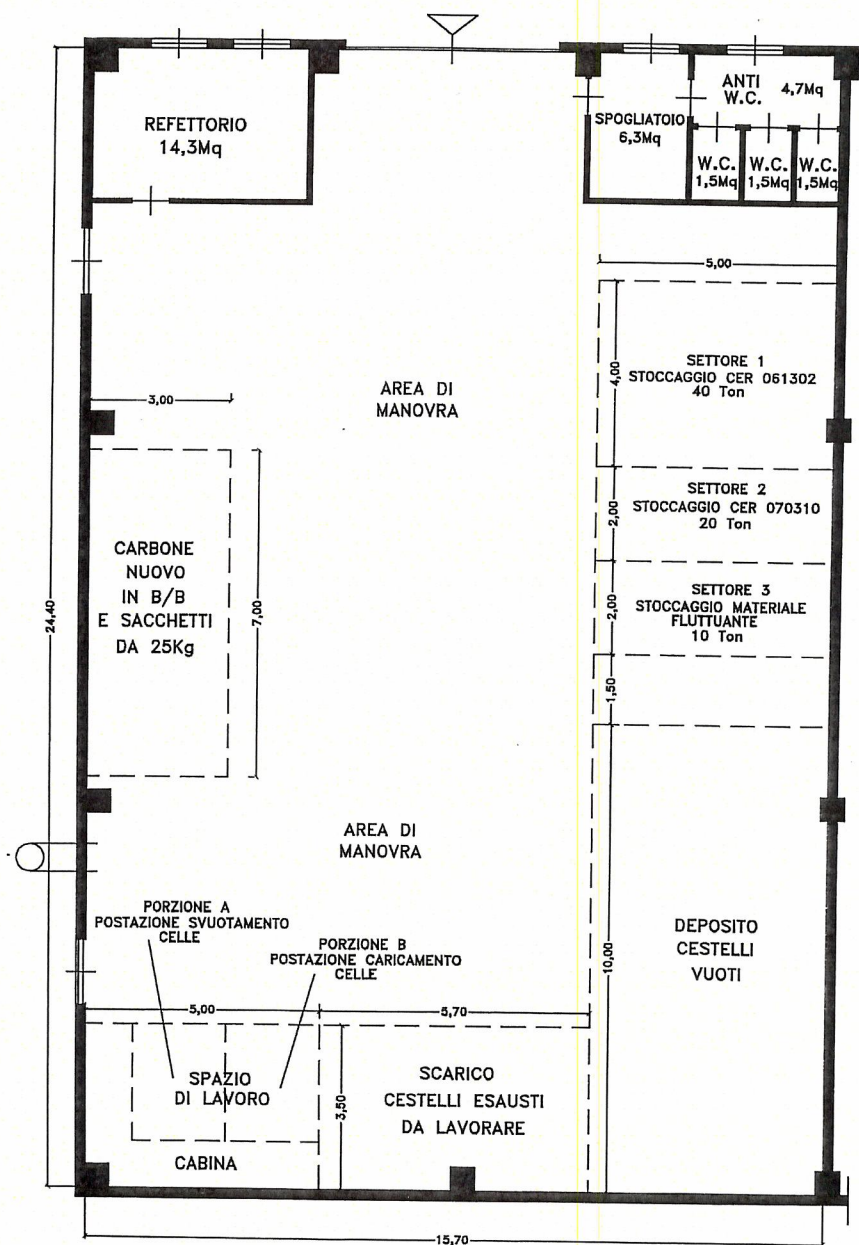 REFETTORIO
14,3Mq
SPOGLIATOIO
6,3Mq
ANTI
W.C.
4,7Mq
W.C.
1,5Mq
W.C.
1,5Mq
W.C.
1,5Mq
5,00
SETTORE 1
STOCCAGGIO CER 061302
40 Ton
4,00
AREA DI
MANOVRA
3,00
SETTORE 2
STOCCAGGIO CER 070310
20 Ton
2,00
CARBONE
NUOVO
IN B/B
E SACCHETTI
DA 25Kg
7,00
24,40
SETTORE 3
STOCCAGGIO MATERIALE
FLUTTUANTE
10 Ton
2,00
1,50
AREA DI
MANOVRA
PORZIONE A
POSTAZIONE SVUOTAMENTO
CELLE
PORZIONE B
POSTAZIONE CARICAMENTO
CELLE
DEPOSITO
CESTELLI
VUOTI
10,00
5,00
5,70
SPAZIO
DI LAVORO
3,50
SCARICO
CESTELLI ESAUSTI
DA LAVORARE
CABINA
15,70